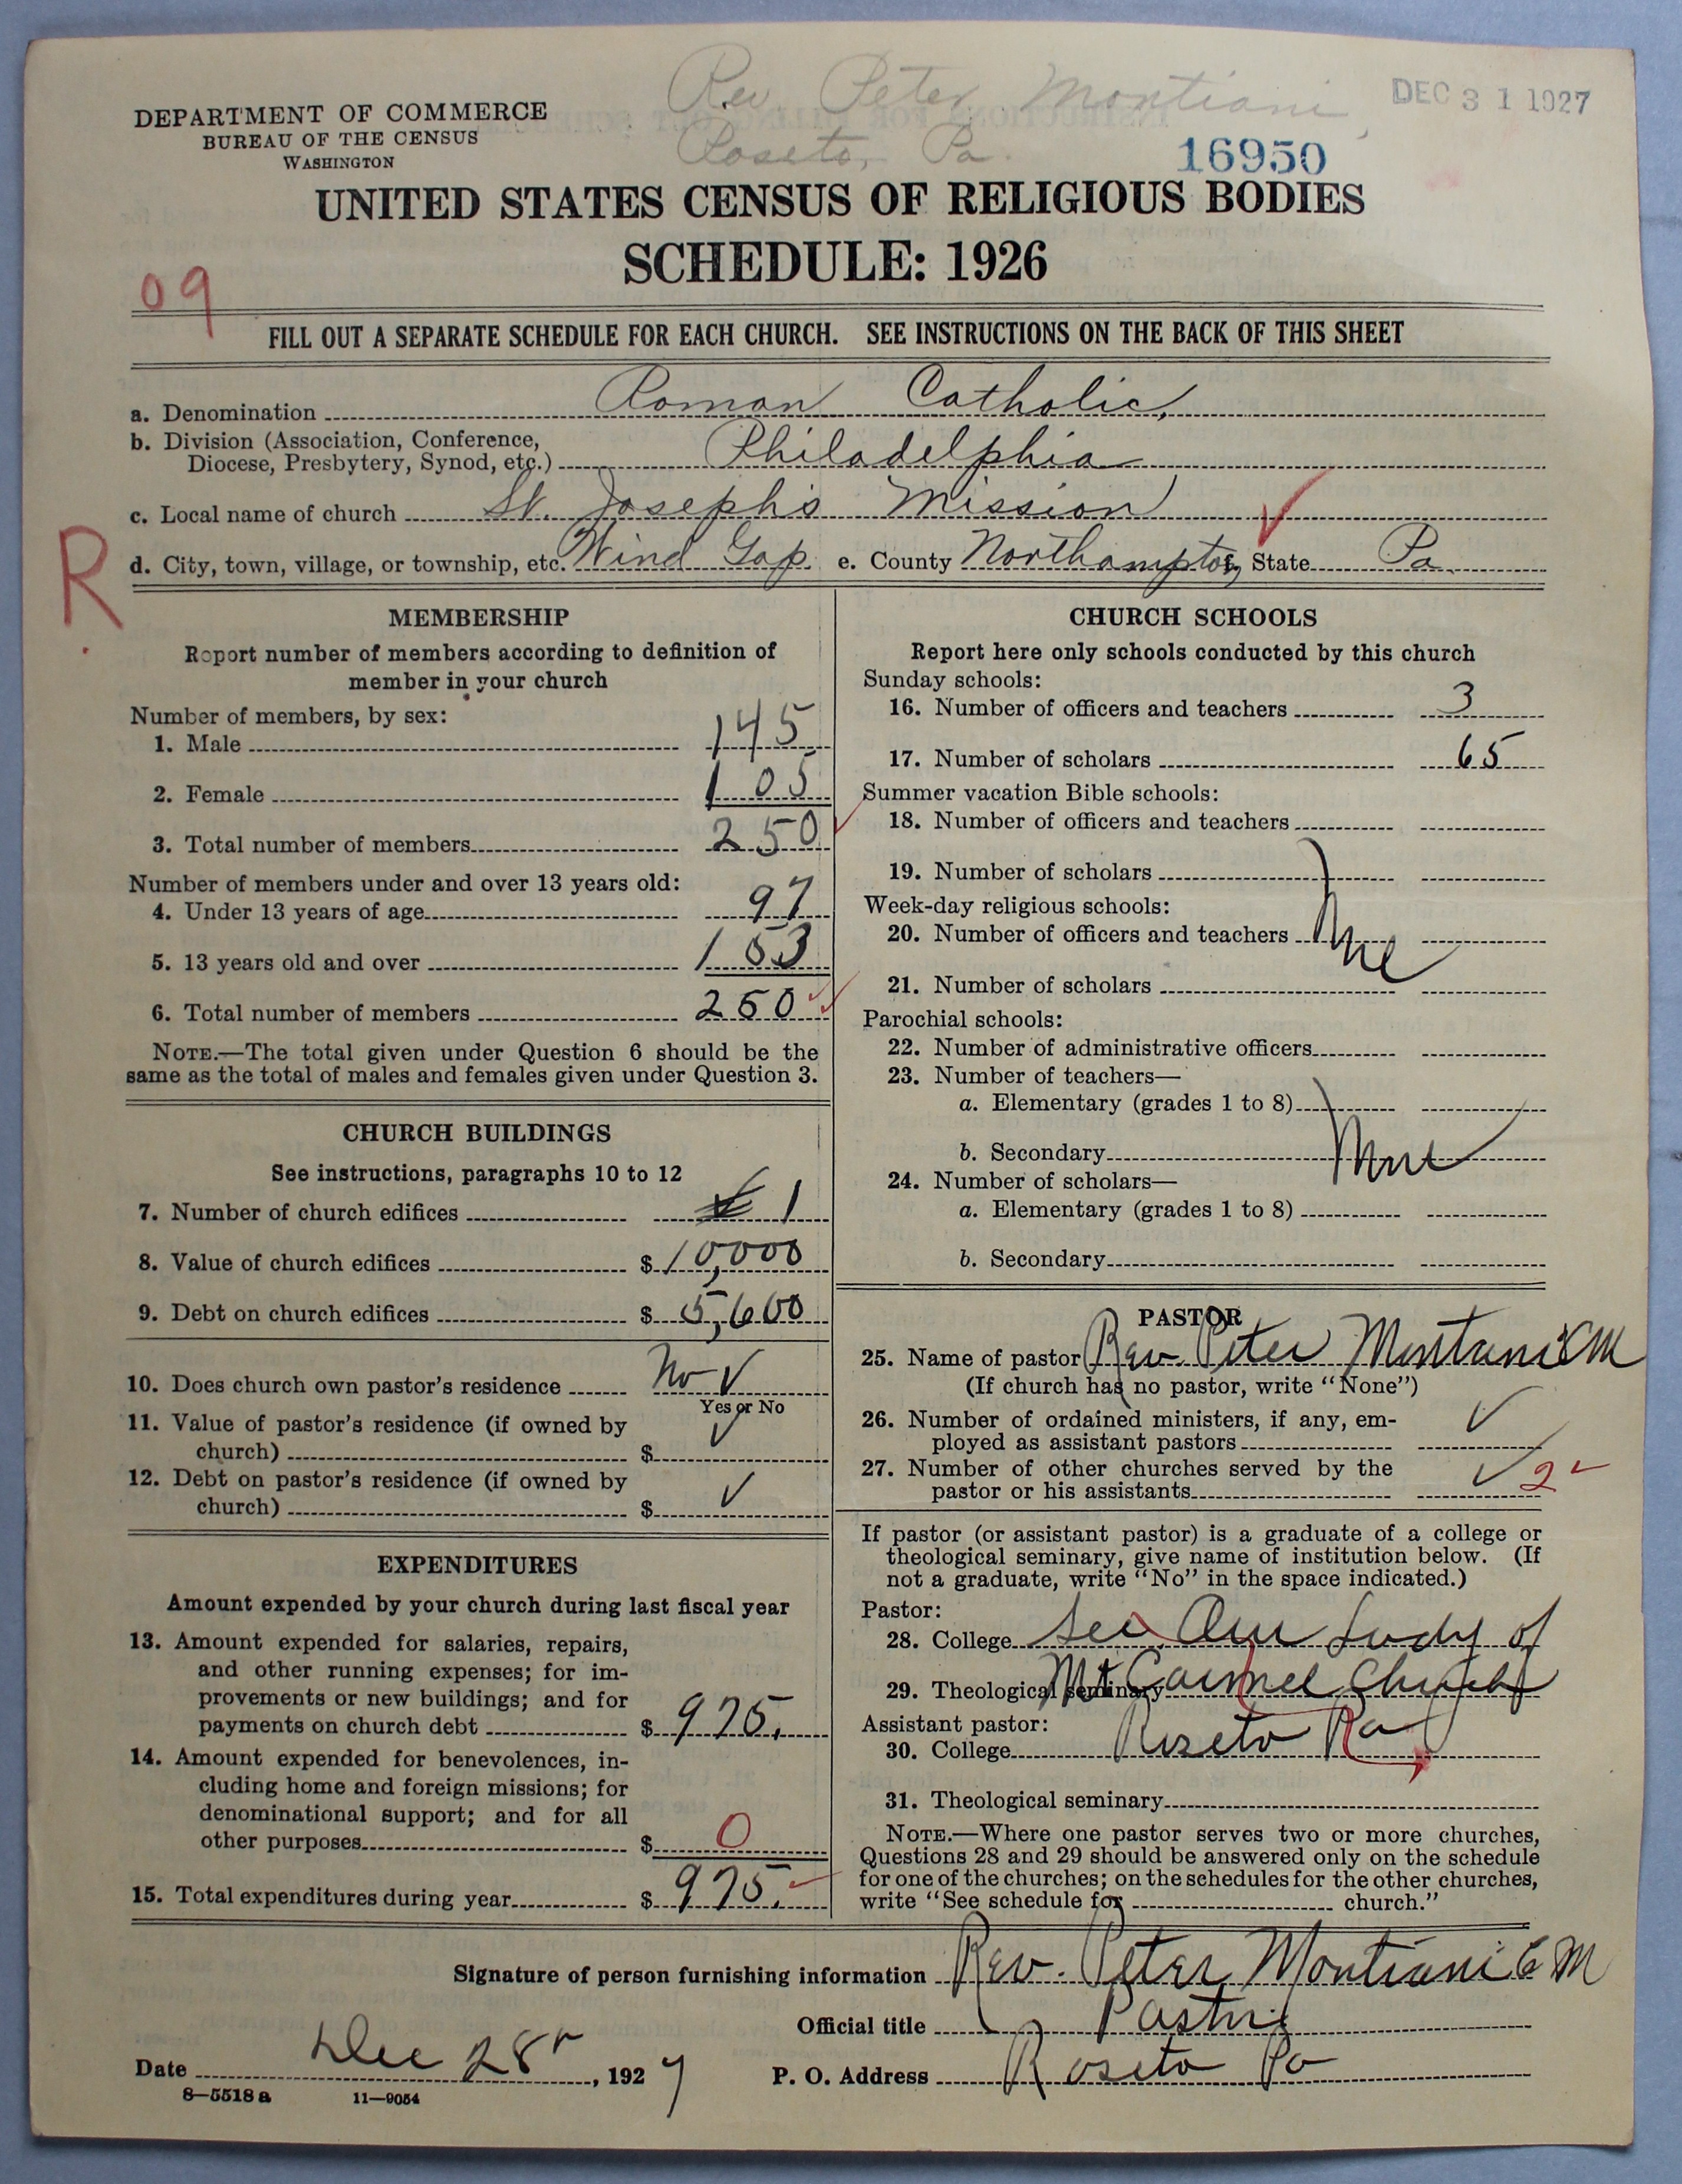 Rev. Peter Montiani,
Roseto, Pa.
DEC 31 1927
DEPARTMENT OF COMMERCE
BUREAU OF THE CENSUS
WASHINGTON
16950
UNITED STATES CENSUS OF RELIGIOUS BODIES
SCHEDULE: 1926
09
FILL OUT A SEPARATE SCHEDULE FOR EACH CHURCH. SEE INSTRUCTIONS ON THE BACK OF THIS SHEET
a. Denomination Roman Catholic,
b. Division (Association, Conference,
Diocese, Presbytery, Synod, etc.) Philadelphia
c. Local name of church St. Joseph's Mission
R
d. City, town, village, or township, etc. Wind Gap e. County Northampton, f. State Pa.
MEMBERSHIP
Report number of members according to definition of
member in your church
Number of members, by sex:
1. Male 145
2. Female 105
3. Total number of members 250
Number of members under and over 13 years old:
4. Under 13 years of age 97
5. 13 years old and over 153
6. Total number of members 250
NOTE.—The total given under Question 6 should be the
same as the total of males and females given under Question 3.
CHURCH BUILDINGS
See instructions, paragraphs 10 to 12
7. Number of church edifices 1
8. Value of church edifices $10,000
9. Debt on church edifices $5,600
10. Does church own pastor's residence No ✓
Yes or No
11. Value of pastor's residence (if owned by
church) $ ✓
12. Debt on pastor's residence (if owned by
church) $ ✓
EXPENDITURES
Amount expended by your church during last fiscal year
13. Amount expended for salaries, repairs,
and other running expenses; for im-
provements or new buildings; and for
payments on church debt $975.
14. Amount expended for benevolences, in-
cluding home and foreign missions; for
denominational support; and for all
other purposes $0
15. Total expenditures during year $975.
CHURCH SCHOOLS
Report here only schools conducted by this church
Sunday schools:
16. Number of officers and teachers 3
17. Number of scholars 65
Summer vacation Bible schools:
18. Number of officers and teachers
19. Number of scholars
Week-day religious schools:
20. Number of officers and teachers
21. Number of scholars
Parochial schools:
22. Number of administrative officers
23. Number of teachers—
a. Elementary (grades 1 to 8)
b. Secondary None
24. Number of scholars—
a. Elementary (grades 1 to 8)
b. Secondary
PASTOR
25. Name of pastor Rev. Peter Montiani CM
(If church has no pastor, write "None")
26. Number of ordained ministers, if any, em-
ployed as assistant pastors ✓
27. Number of other churches served by the
pastor or his assistants ✓ 2
If pastor (or assistant pastor) is a graduate of a college or
theological seminary, give name of institution below. (If
not a graduate, write "No" in the space indicated.)
Pastor:
28. College See Our Lady of
29. Theological seminary Mt Carmel Church
Assistant pastor:
30. College Roseto Pa
31. Theological seminary
NOTE.—Where one pastor serves two or more churches,
Questions 28 and 29 should be answered only on the schedule
for one of the churches; on the schedules for the other churches,
write "See schedule for church."
Signature of person furnishing information Rev. Peter Montiani CM
Official title Pastor
Date Dec 28, 1927
P. O. Address Roseto Pa
8—5518 a 11—9054